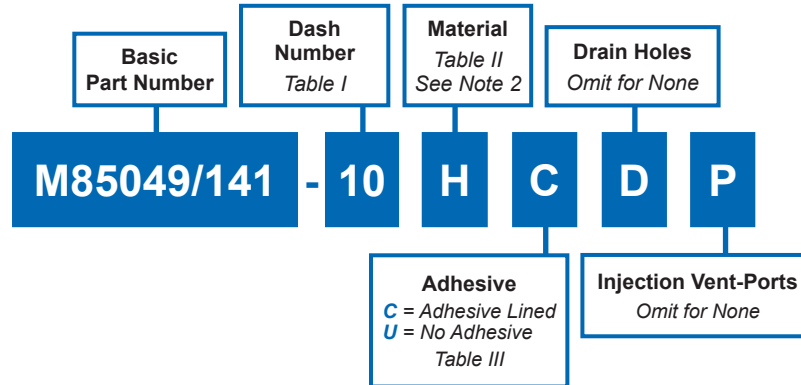 Basic
Part Number
Dash
Number
Table I
Material
Table II
See Note 2
Drain Holes
Omit for None
M85049/141 - 10 H C D P
Adhesive
C = Adhesive Lined
U = No Adhesive
Table III
Injection Vent-Ports
Omit for None